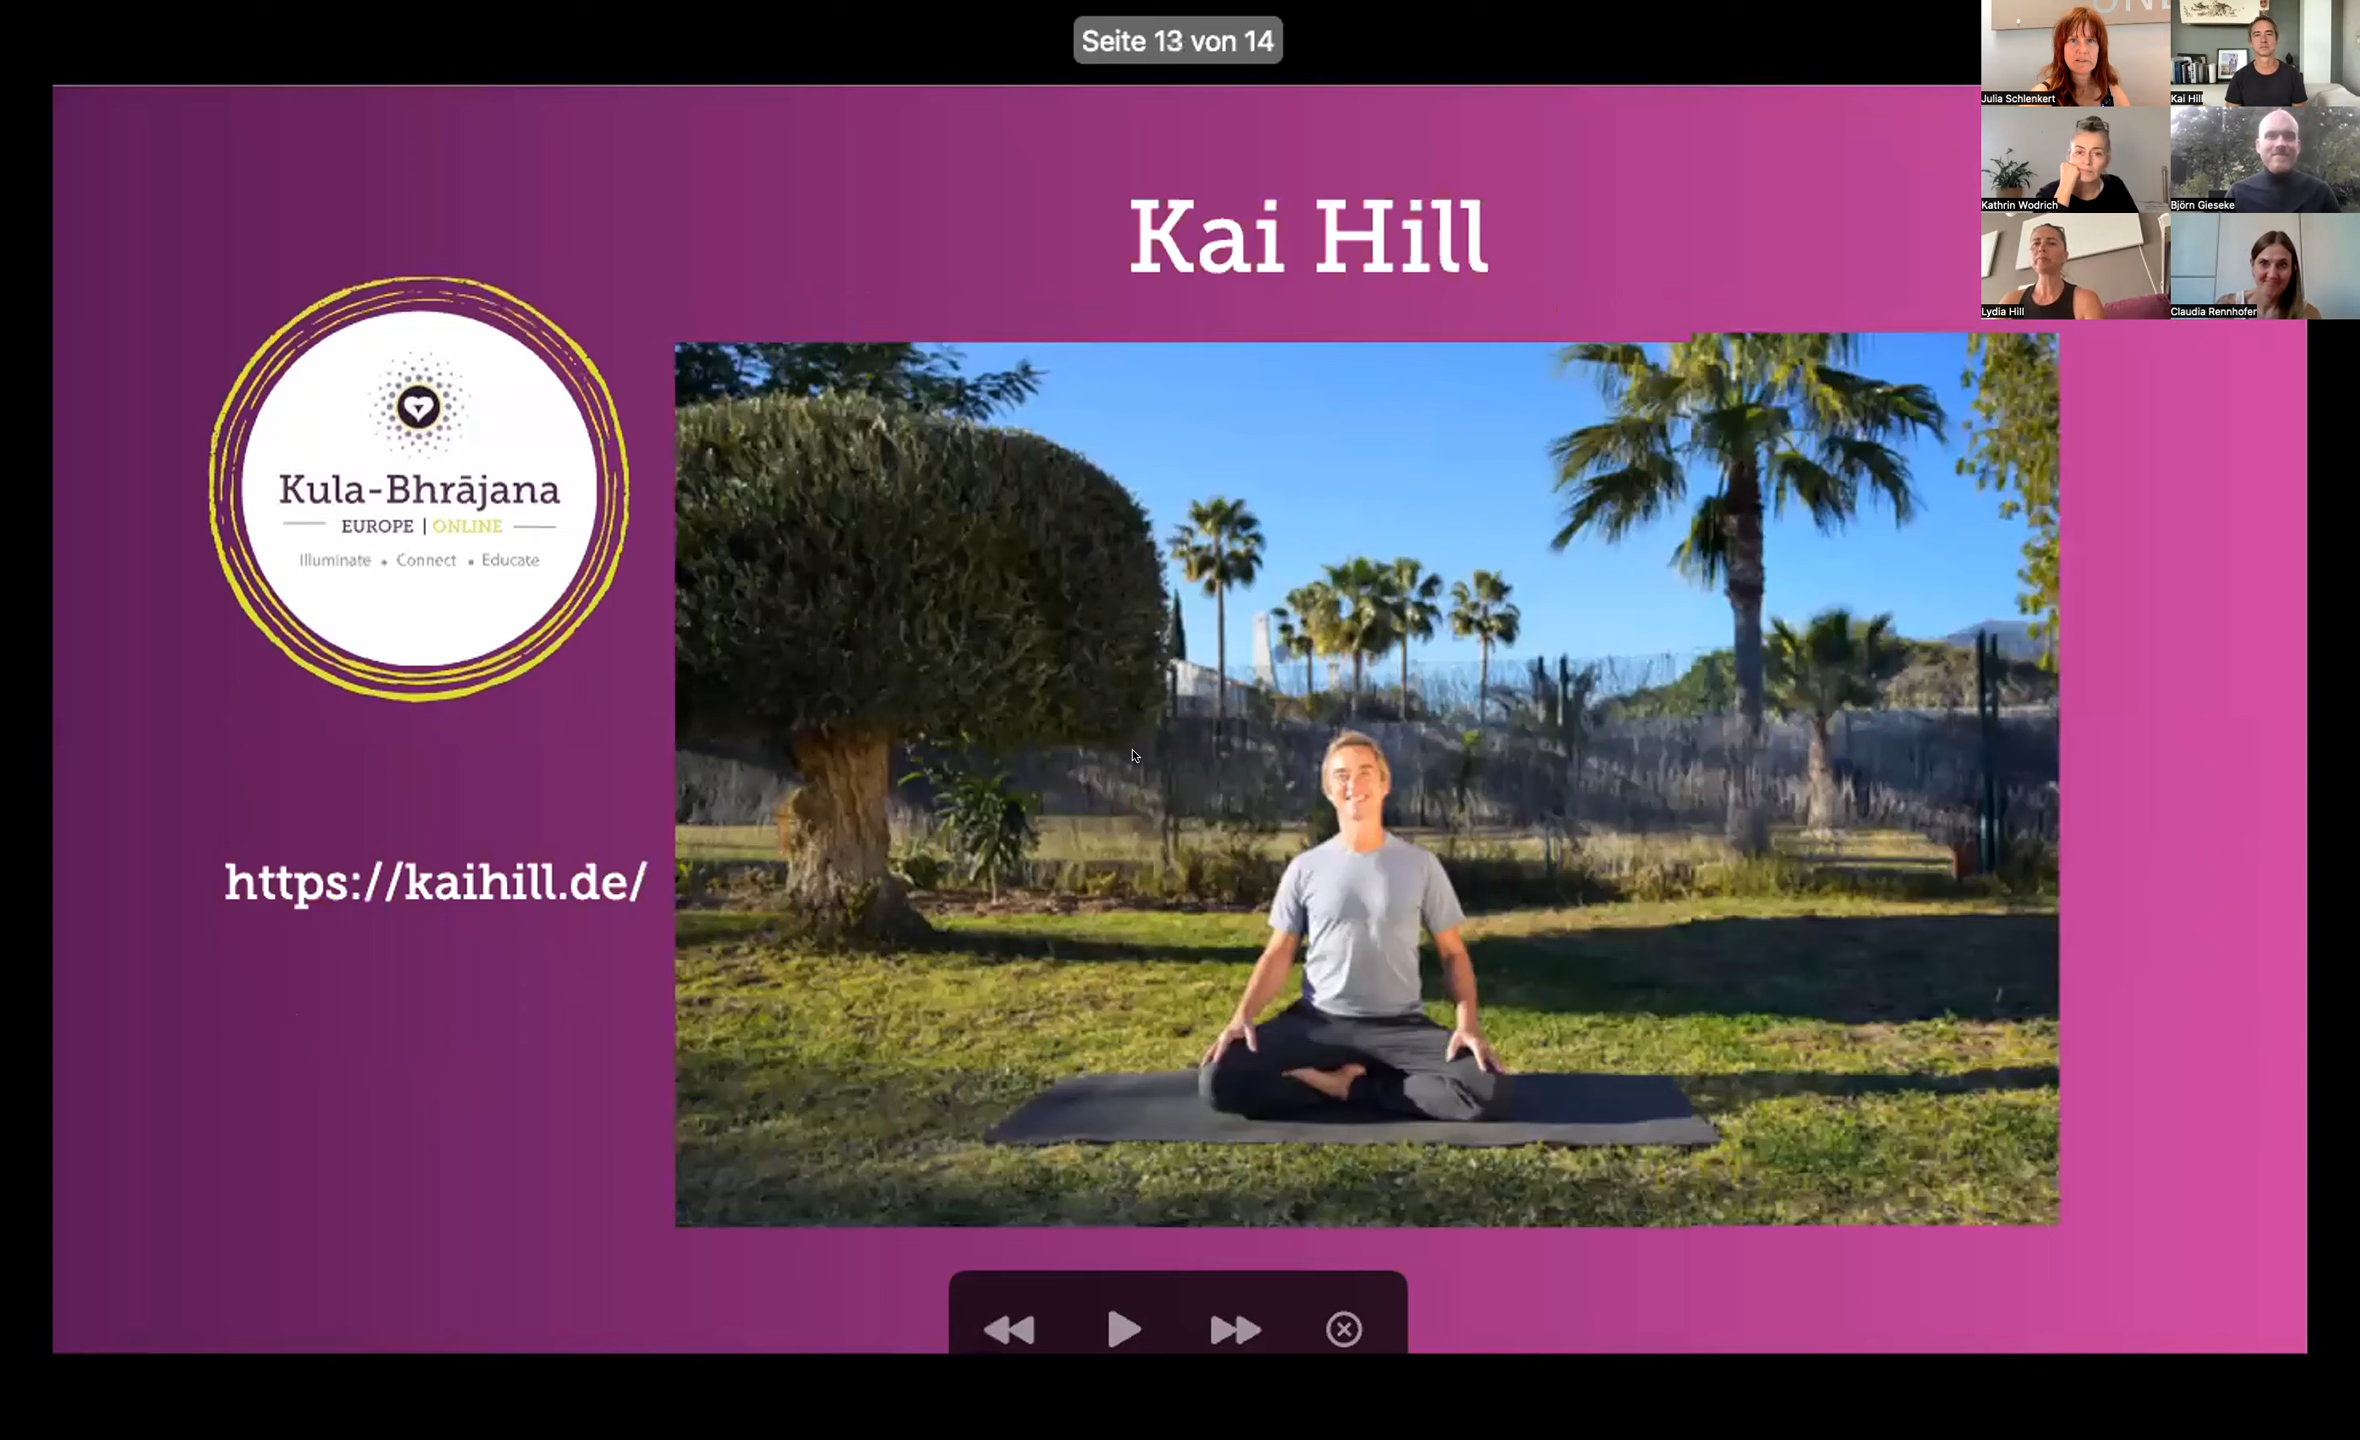 Seite 13 von 14
Kai Hill
Kula-Bhrājana
EUROPE | ONLINE
Illuminate • Connect • Educate
https://kaihill.de/
Julia Schlenkert
Kai Hill
Kathrin Wodrich
Björn Gieseke
Lydia Hill
Claudia Rennhofer